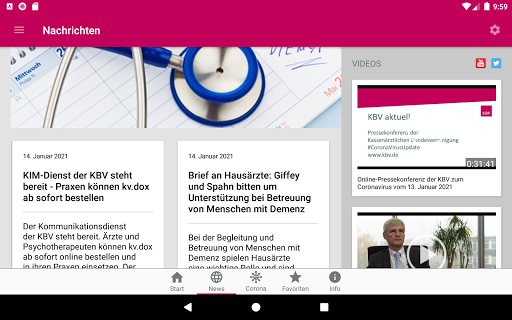 9:59
Nachrichten
Mittwoch
DIENST
14. Januar 2021
KIM-Dienst der KBV steht
bereit - Praxen können kv.dox
ab sofort bestellen
Der Kommunikationsdienst
der KBV steht bereit. Ärzte und
Psychotherapeuten können kv.dox
ab sofort online bestellen und
in ihren Praxen einsetzen. Der
14. Januar 2021
Brief an Hausärzte: Giffey
und Spahn bitten um
Unterstützung bei Betreuung
von Menschen mit Demenz
Bei der Begleitung und
Betreuung von Menschen mit
Demenz spielen Hausärzte
eine wichtige Rolle und sind
VIDEOS
KBV aktuell
Pressekonferenz der
Kassenärztlichen Bundesvereinigung
#CoronaVirusUpdate
www.kbv.de
0:31:41
Online-Pressekonferenz der KBV zum
Coronavirus vom 13. Januar 2021
Start
News
Corona
Favoriten
Info